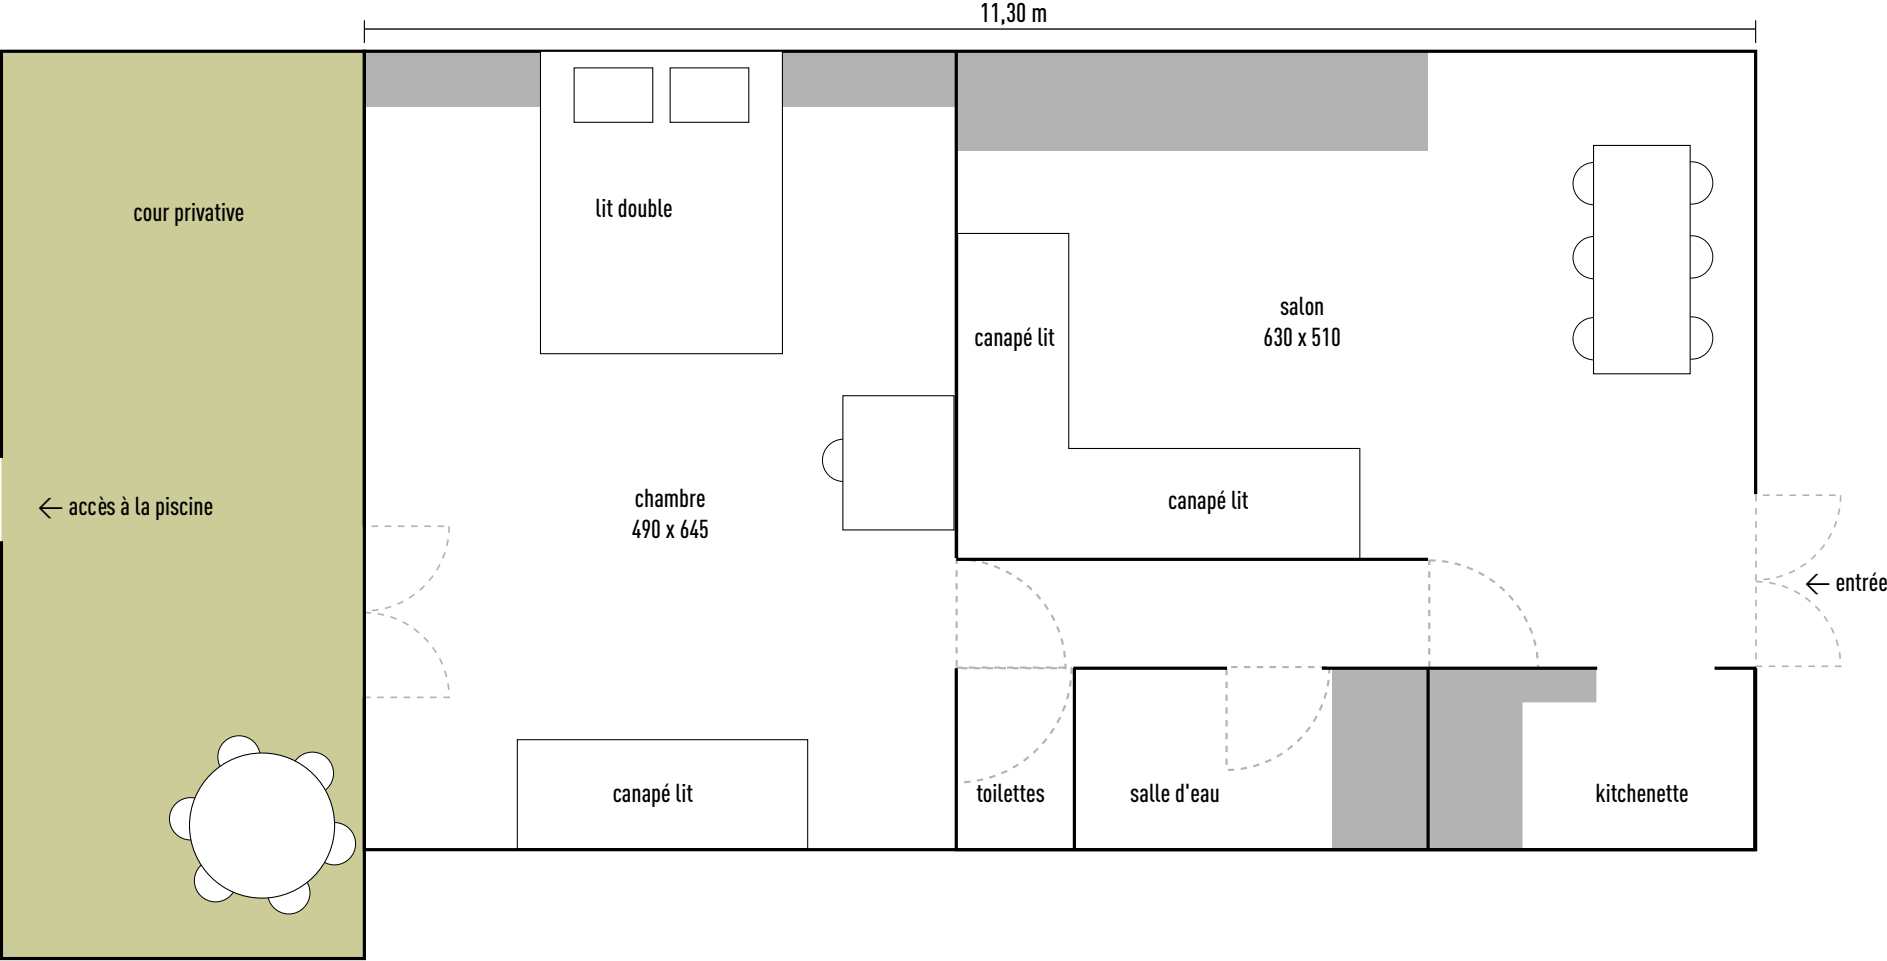 11,30 m
cour privative
lit double
salon
630 x 510
canapé lit
chambre
490 x 645
canapé lit
← accès à la piscine
← entrée
canapé lit
toilettes
salle d'eau
kitchenette